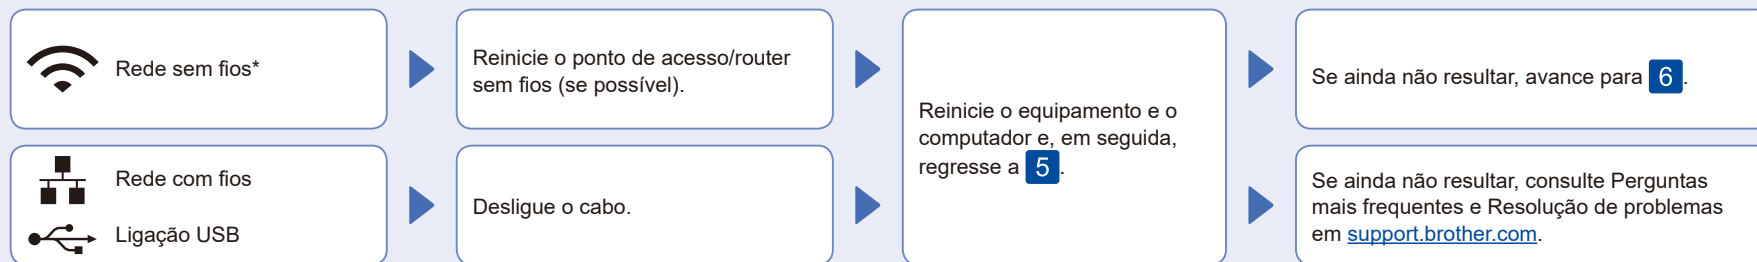 Rede sem fios*
Reinicie o ponto de acesso/router
sem fios (se possível).
Reinicie o equipamento e o
computador e, em seguida,
regresse a 5.
Se ainda não resultar, avance para 6.
Rede com fios
Ligação USB
Desligue o cabo.
Se ainda não resultar, consulte Perguntas
mais frequentes e Resolução de problemas
em support.brother.com.